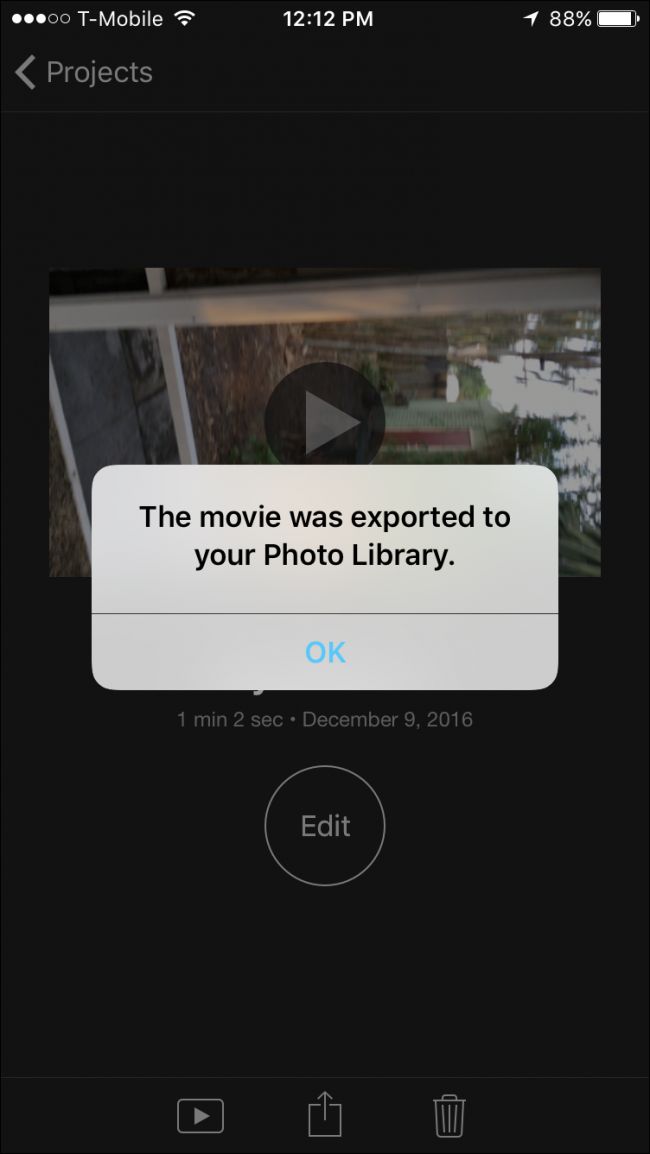 T-Mobile 12:12 PM 88%
Projects
The movie was exported to
your Photo Library.
OK
1 min 2 sec • December 9, 2016
Edit